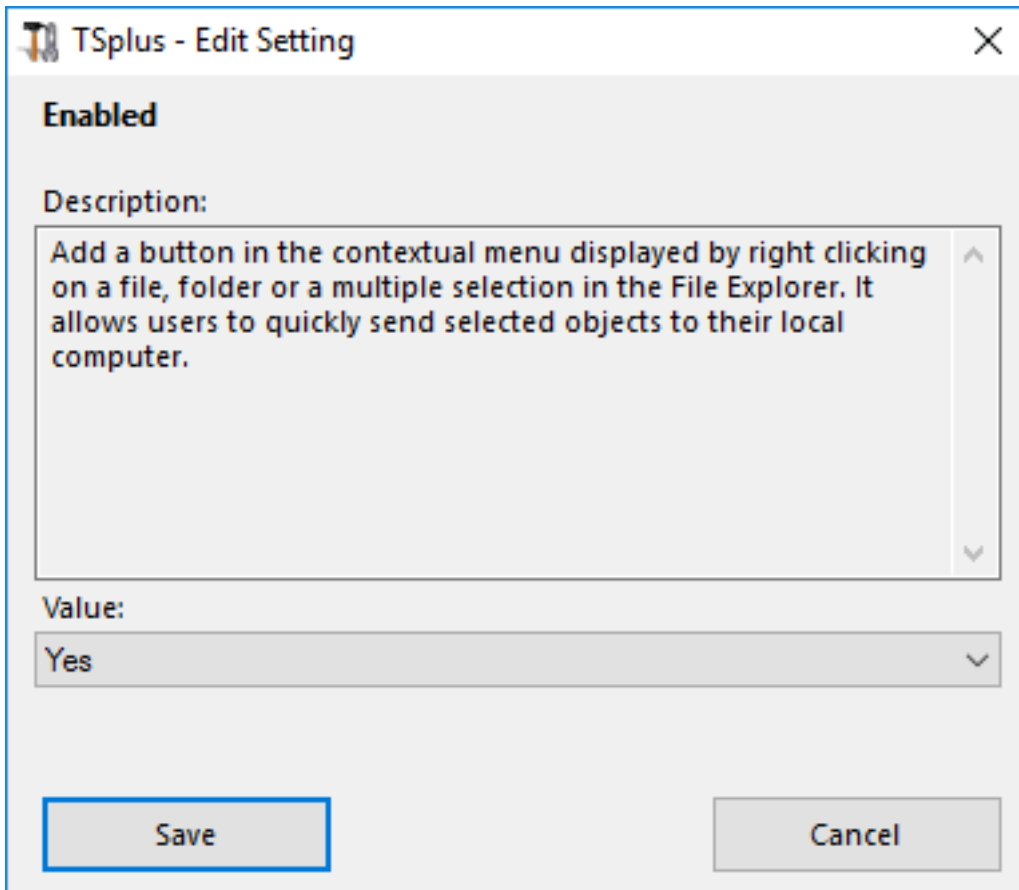 TSplus - Edit Setting
Enabled
Description:
Add a button in the contextual menu displayed by right clicking
on a file, folder or a multiple selection in the File Explorer. It
allows users to quickly send selected objects to their local
computer.
Value:
Yes
Save
Cancel